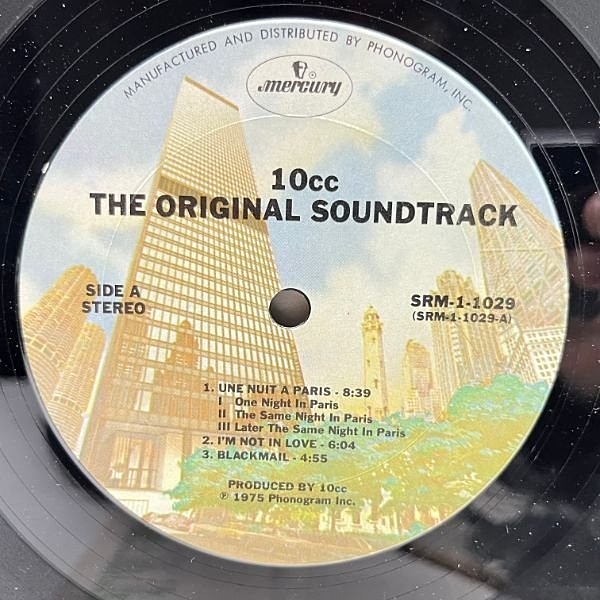 MANUFACTURED AND DISTRIBUTED BY PHONOGRAM, INC.
mercury
10cc
THE ORIGINAL SOUNDTRACK
SIDE A
STEREO
SRM-1-1029
(SRM-1-1029-A)
1. UNE NUIT A PARIS - 8:39
I One Night In Paris
II The Same Night In Paris
III Later The Same Night In Paris
2. I'M NOT IN LOVE - 6:04
3. BLACKMAIL - 4:55
PRODUCED BY 10cc
℗ 1975 Phonogram Inc.